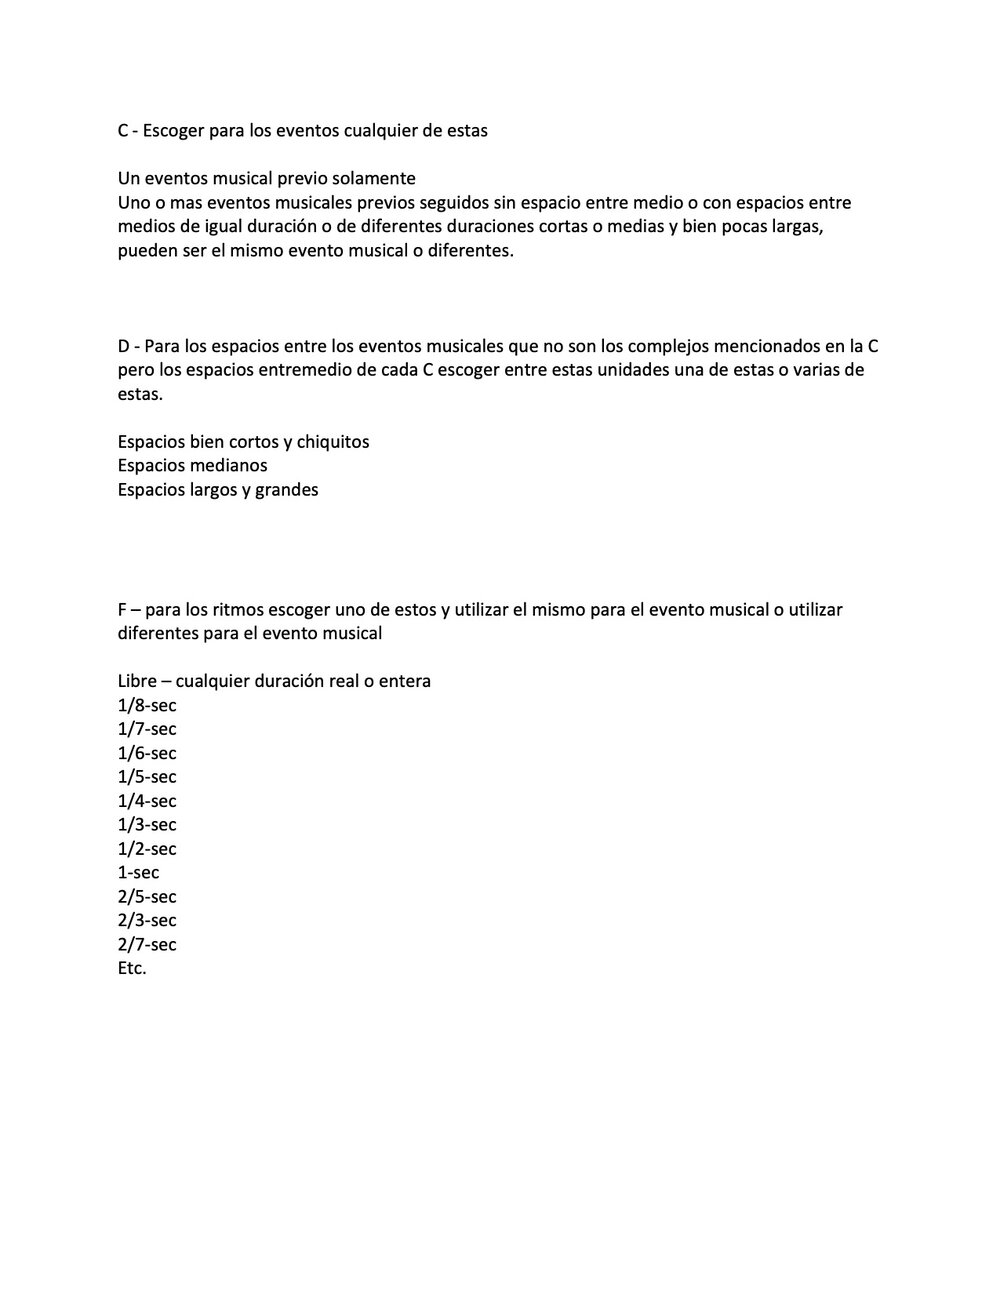 C - Escoger para los eventos cualquier de estas
Un eventos musical previo solamente
Uno o mas eventos musicales previos seguidos sin espacio entre medio o con espacios entre
medios de igual duración o de diferentes duraciones cortas o medias y bien pocas largas,
pueden ser el mismo evento musical o diferentes.
D - Para los espacios entre los eventos musicales que no son los complejos mencionados en la C
pero los espacios entremedio de cada C escoger entre estas unidades una de estas o varias de
estas.
Espacios bien cortos y chiquitos
Espacios medianos
Espacios largos y grandes
F – para los ritmos escoger uno de estos y utilizar el mismo para el evento musical o utilizar
diferentes para el evento musical
Libre – cualquier duración real o entera
1/8-sec
1/7-sec
1/6-sec
1/5-sec
1/4-sec
1/3-sec
1/2-sec
1-sec
2/5-sec
2/3-sec
2/7-sec
Etc.